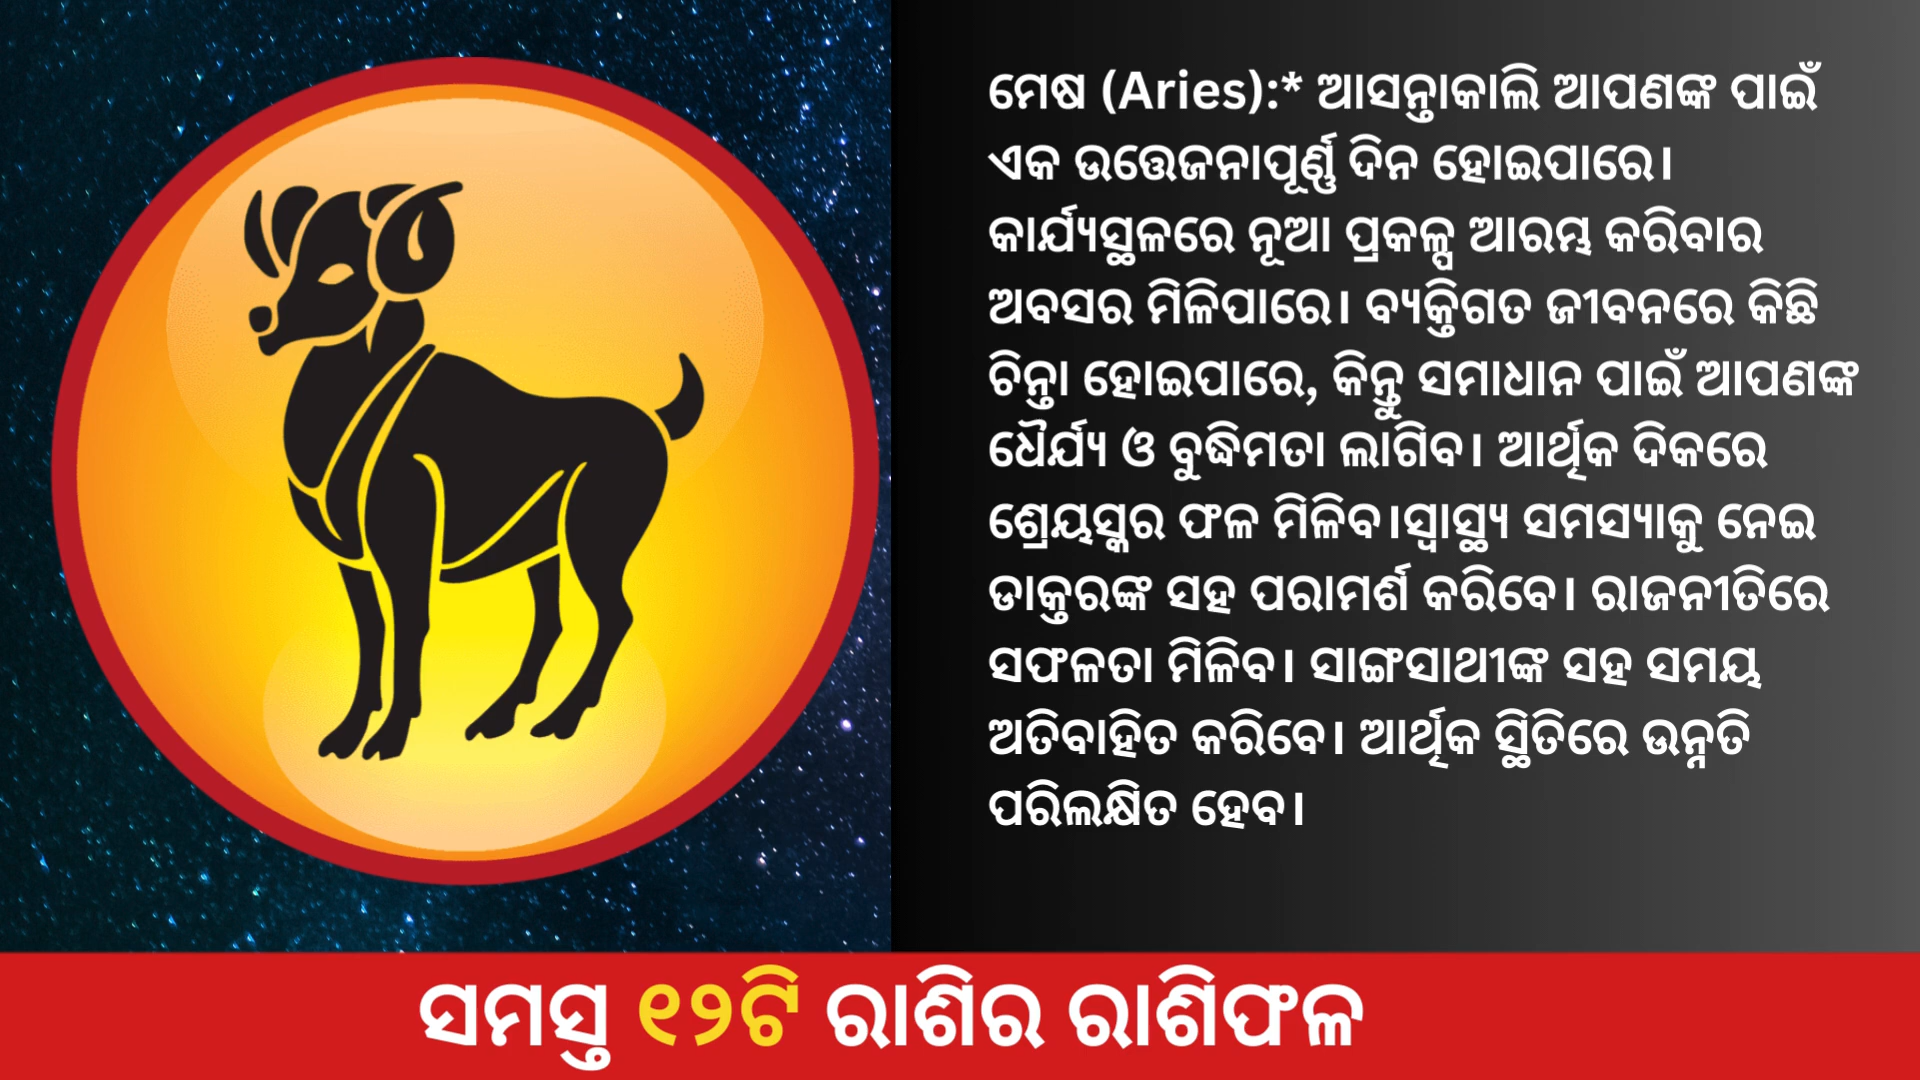 ମେଷ (Aries):* ଆସନ୍ତାକାଲି ଆପଣଙ୍କ ପାଇଁ
ଏକ ଉତ୍ତେଜନାପୂର୍ଣ୍ଣ ଦିନ ହୋଇପାରେ।
କାର୍ଯ୍ୟସ୍ଥଳରେ ନୂଆ ପ୍ରକଳ୍ପ ଆରମ୍ଭ କରିବାର
ଅବସର ମିଳିପାରେ। ବ୍ୟକ୍ତିଗତ ଜୀବନରେ କିଛି
ଚିନ୍ତା ହୋଇପାରେ, କିନ୍ତୁ ସମାଧାନ ପାଇଁ ଆପଣଙ୍କ
ଧୈର୍ଯ୍ୟ ଓ ବୁଦ୍ଧିମତା ଲାଗିବ। ଆର୍ଥିକ ଦିକରେ
ଶ୍ରେୟସ୍କର ଫଳ ମିଳିବ।ସ୍ୱାସ୍ଥ୍ୟ ସମସ୍ୟାକୁ ନେଇ
ଡାକ୍ତରଙ୍କ ସହ ପରାମର୍ଶ କରିବେ। ରାଜନୀତିରେ
ସଫଳତା ମିଳିବ। ସାଙ୍ଗସାଥୀଙ୍କ ସହ ସମୟ
ଅତିବାହିତ କରିବେ। ଆର୍ଥିକ ସ୍ଥିତିରେ ଉନ୍ନତି
ପରିଲକ୍ଷିତ ହେବ।
ସମସ୍ତ ୧୨ଟି ରାଶିର ରାଶିଫଳ